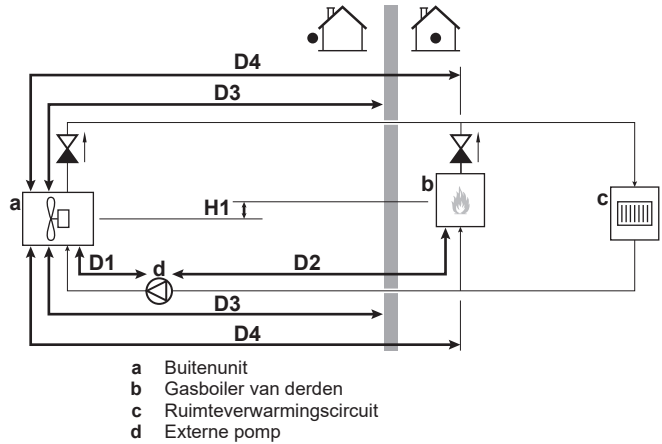 D4
D3
b
a
H1
c
D1
d
D2
D3
D4
a Buitenunit
b Gasboiler van derden
c Ruimteverwarmingscircuit
d Externe pomp